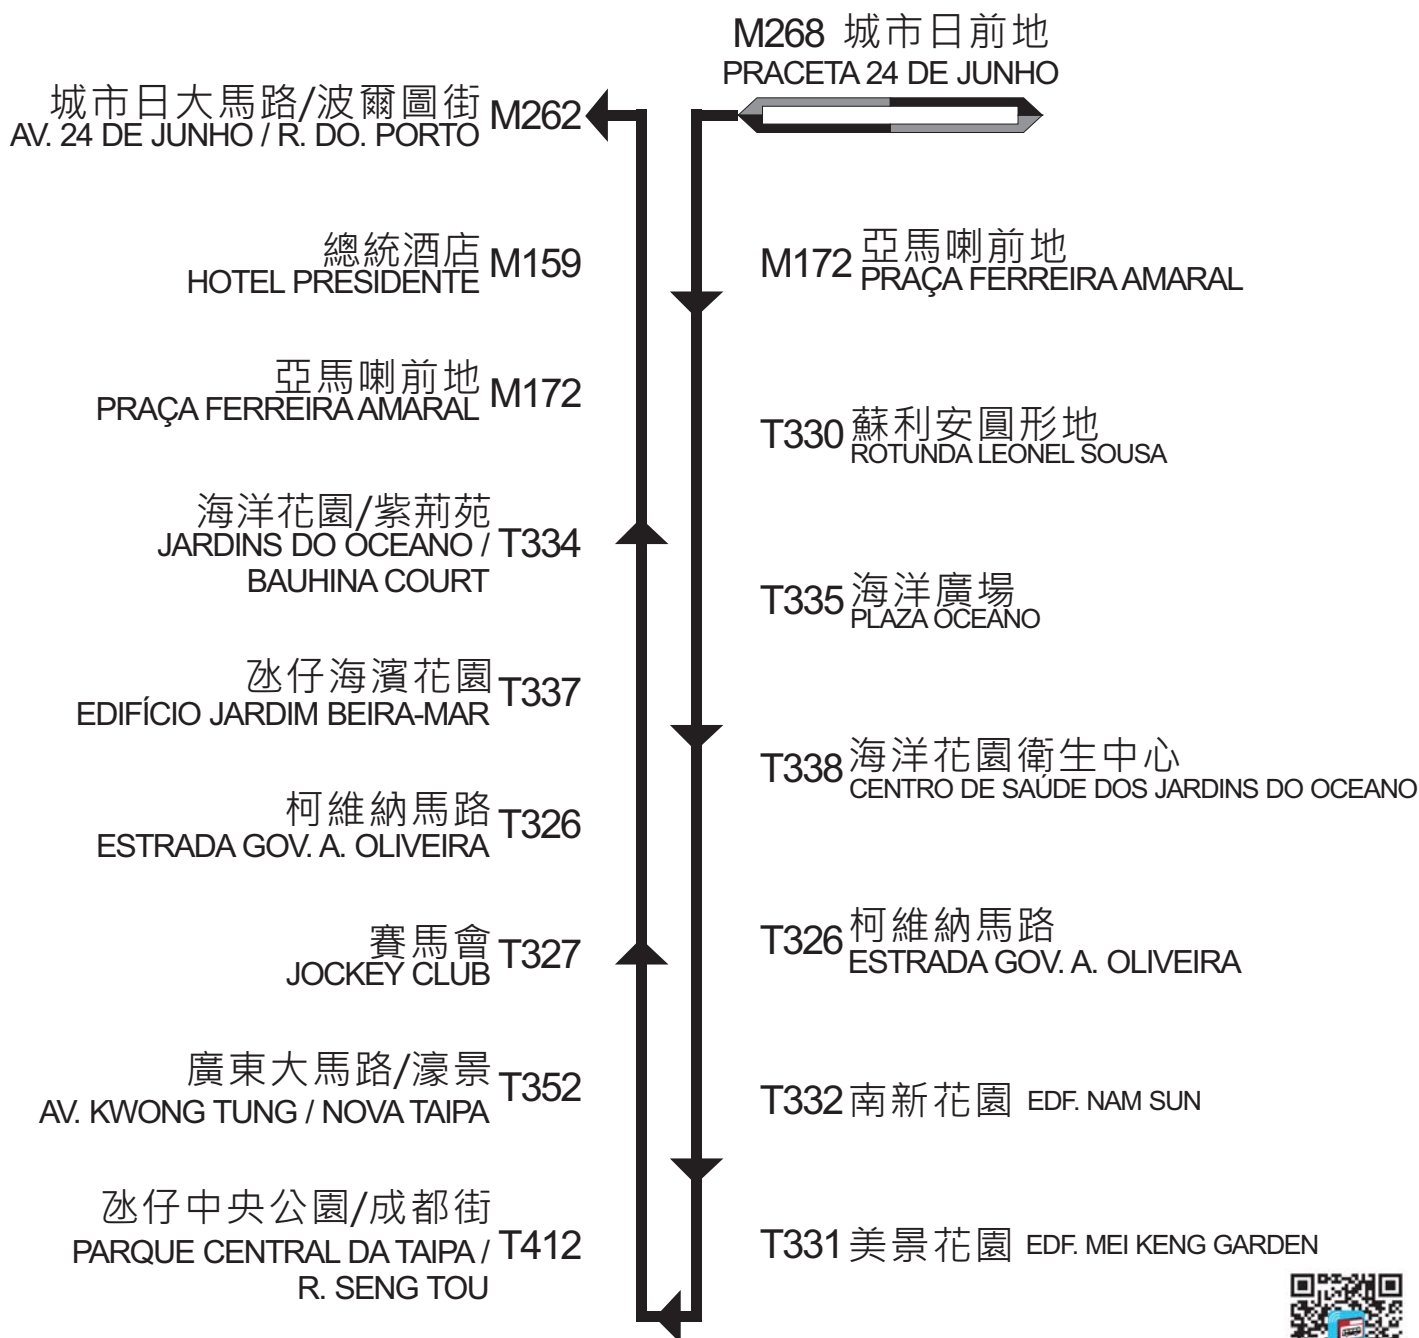 M268 城市日前地
PRACETA 24 DE JUNHO
城市日大馬路/波爾圖街
AV. 24 DE JUNHO / R. DO. PORTO
M262
總統酒店
HOTEL PRESIDENTE
M159
亞馬喇前地
PRAÇA FERREIRA AMARAL
M172
海洋花園/紫荊苑
JARDINS DO OCEANO /
BAUHINA COURT
T334
氹仔海濱花園
EDIFÍCIO JARDIM BEIRA-MAR
T337
柯維納馬路
ESTRADA GOV. A. OLIVEIRA
T326
賽馬會
JOCKEY CLUB
T327
廣東大馬路/濠景
AV. KWONG TUNG / NOVA TAIPA
T352
氹仔中央公園/成都街
PARQUE CENTRAL DA TAIPA /
R. SENG TOU
T412
M172
亞馬喇前地
PRAÇA FERREIRA AMARAL
T330
蘇利安圓形地
ROTUNDA LEONEL SOUSA
T335
海洋廣場
PLAZA OCEANO
T338
海洋花園衛生中心
CENTRO DE SAÚDE DOS JARDINS DO OCEANO
T326
柯維納馬路
ESTRADA GOV. A. OLIVEIRA
T332 南新花園 EDF. NAM SUN
T331 美景花園 EDF. MEI KENG GARDEN